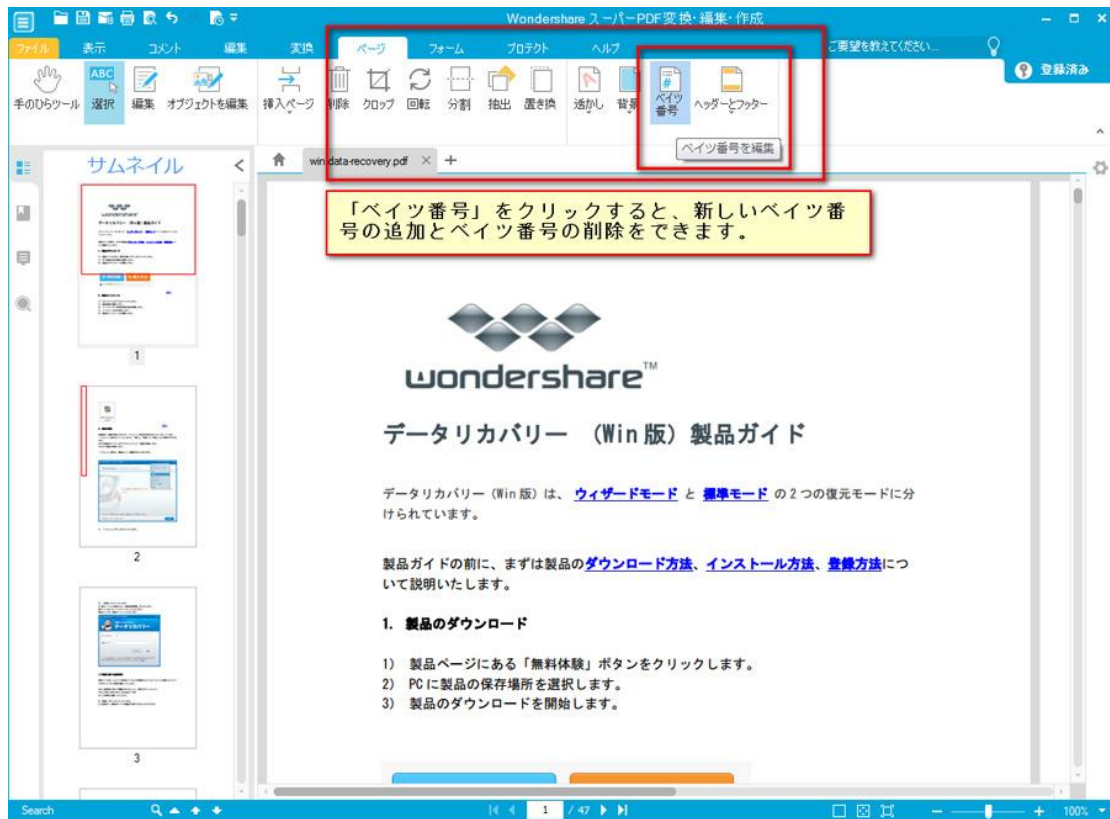 Wondershare スーパーPDF変換・編集・作成
ファイル 表示 コメント 編集 変換 ページ フォーム プロテクト ヘルプ ご要望を教えてください...
登録済み
ABC
手のひらツール 選択 編集 オブジェクトを編集 挿入ページ 削除 クロップ 回転 分割 抽出 置き換 透かし 背景 ベイツ番号 ヘッダーとフッター
ベイツ番号を編集
サムネイル
win-data-recovery.pdf
「ベイツ番号」をクリックすると、新しいベイツ番
号の追加とベイツ番号の削除をできます。
wondershare™
データリカバリー （Win版）製品ガイド
データリカバリー（Win版）は、 ウィザードモード と 標準モード の2つの復元モードに分
けられています。
製品ガイドの前に、まずは製品のダウンロード方法、インストール方法、登録方法につ
いて説明いたします。
1. 製品のダウンロード
1) 製品ページにある「無料体験」ボタンをクリックします。
2) PCに製品の保存場所を選択します。
3) 製品のダウンロードを開始します。
1
2
3
Search
1 / 47
100%